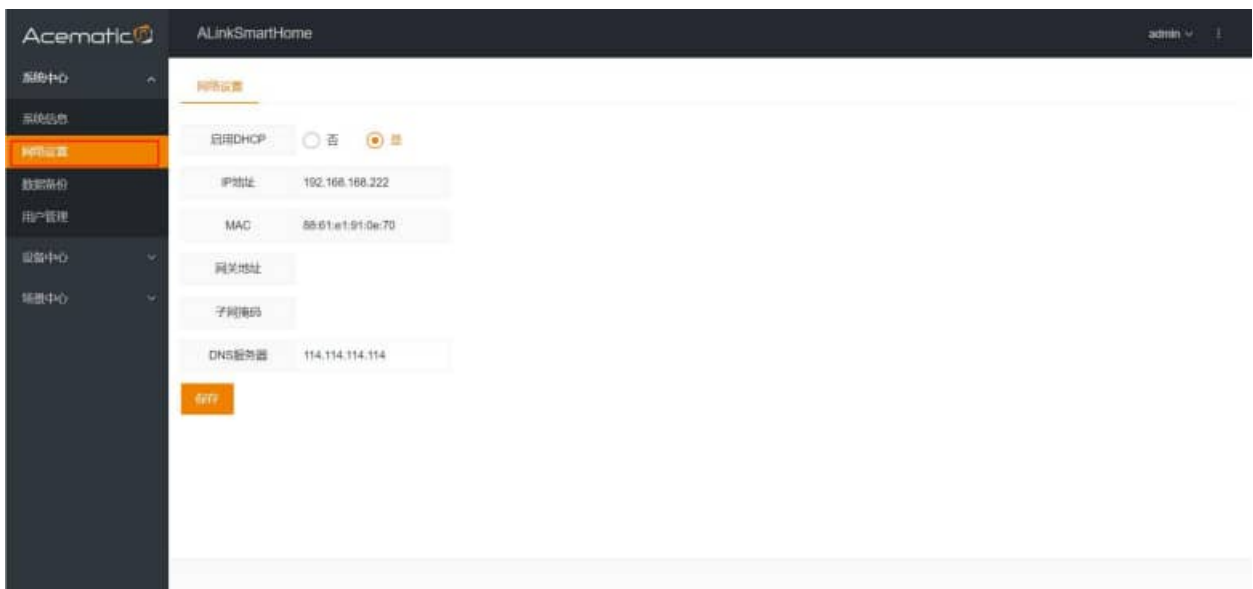 Acematic
ALinkSmartHome
admin
系统中心
系统信息
网络设置
数据备份
用户管理
设备中心
场景中心
网络设置
启用DHCP 否 是
IP地址 192.168.168.222
MAC 88:61:e1:91:0e:70
网关地址
子网掩码
DNS服务器 114.114.114.114
保存